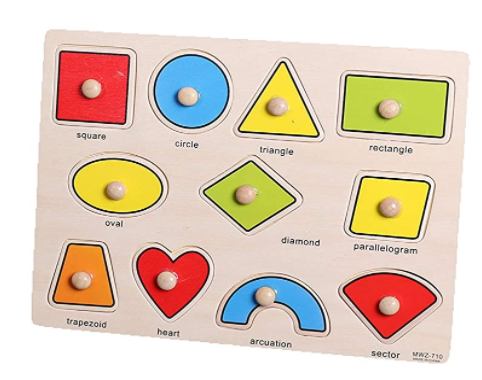 square
circle
triangle
rectangle
oval
diamond
parallelogram
trapezoid
heart
arcuation
sector
MWZ-710